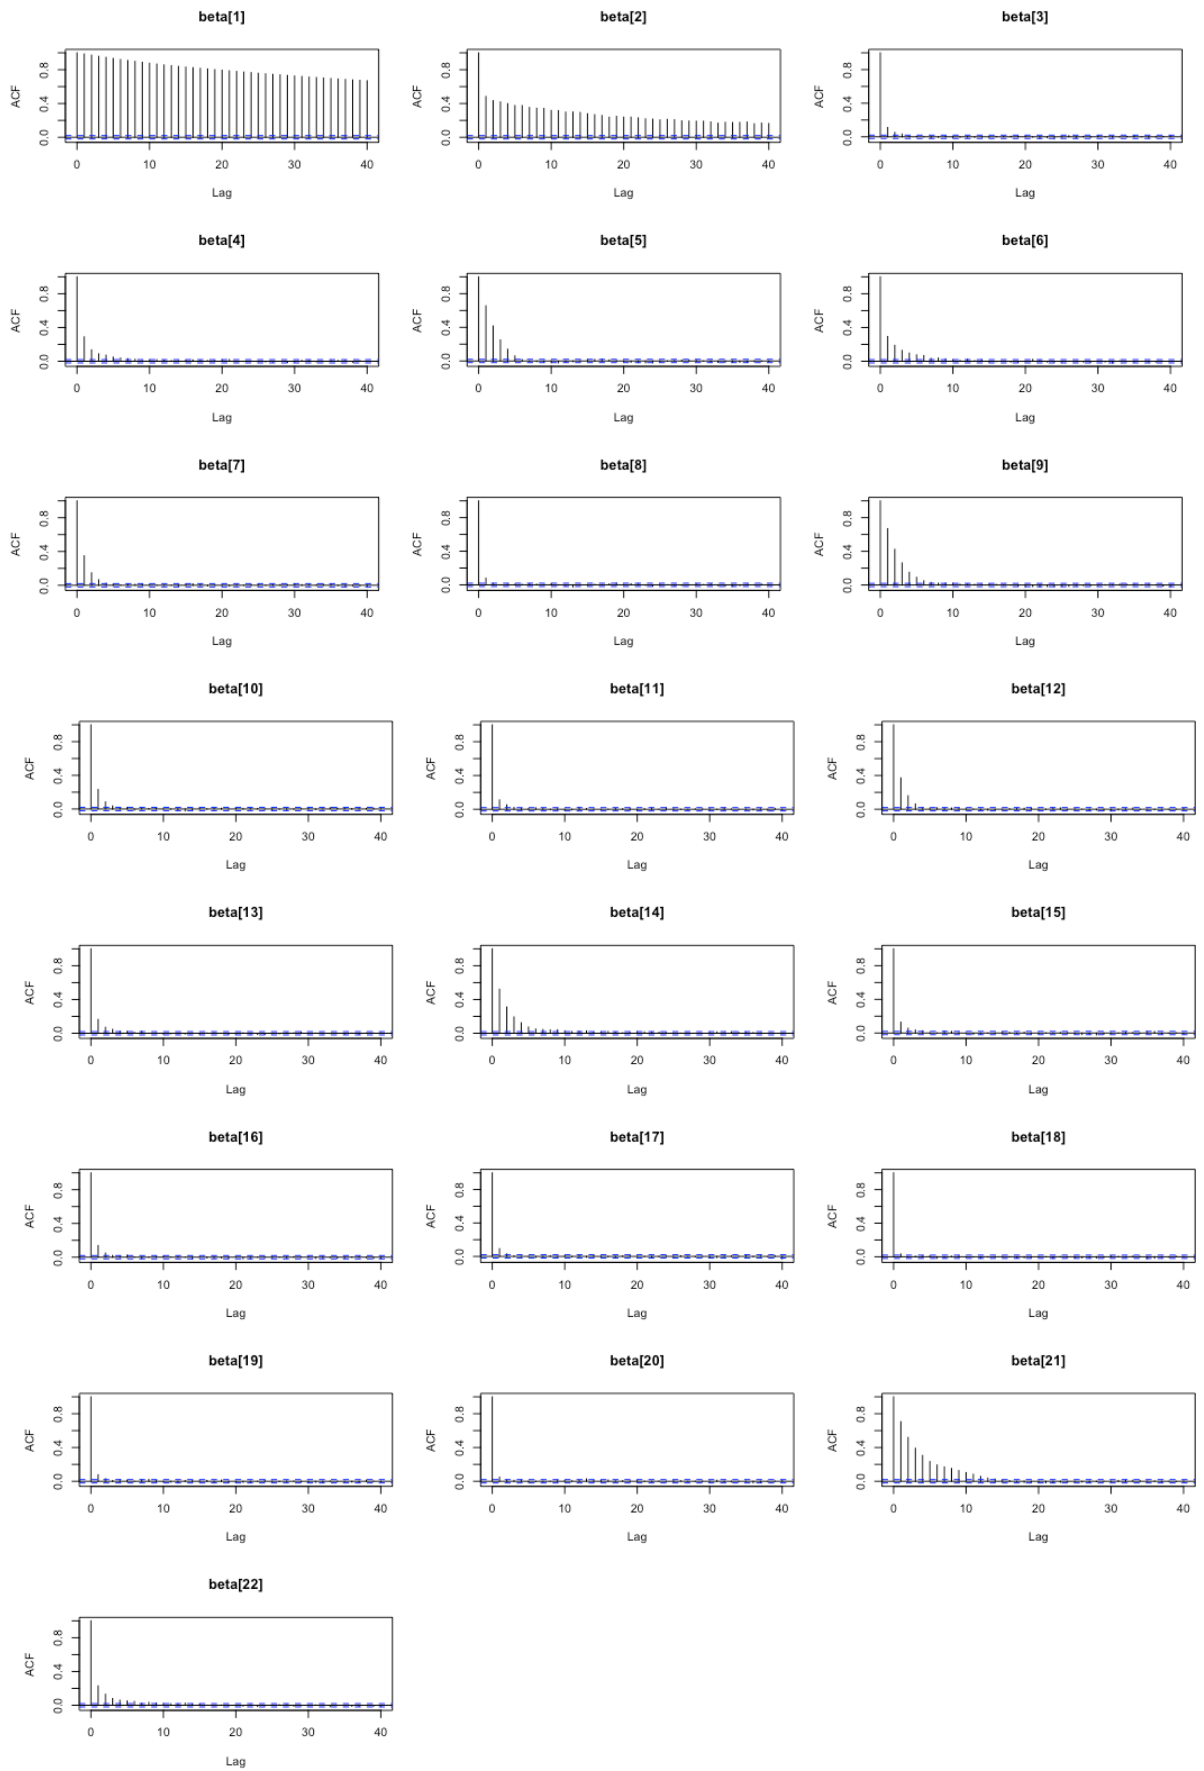 beta[1] beta[2] beta[3]
ACF 0.0 0.4 0.8 ACF 0.0 0.4 0.8 ACF 0.0 0.4 0.8
0 10 20 30 40 0 10 20 30 40 0 10 20 30 40
Lag Lag Lag
beta[4] beta[5] beta[6]
ACF 0.0 0.4 0.8 ACF 0.0 0.4 0.8 ACF 0.0 0.4 0.8
0 10 20 30 40 0 10 20 30 40 0 10 20 30 40
Lag Lag Lag
beta[7] beta[8] beta[9]
ACF 0.0 0.4 0.8 ACF 0.0 0.4 0.8 ACF 0.0 0.4 0.8
0 10 20 30 40 0 10 20 30 40 0 10 20 30 40
Lag Lag Lag
beta[10] beta[11] beta[12]
ACF 0.0 0.4 0.8 ACF 0.0 0.4 0.8 ACF 0.0 0.4 0.8
0 10 20 30 40 0 10 20 30 40 0 10 20 30 40
Lag Lag Lag
beta[13] beta[14] beta[15]
ACF 0.0 0.4 0.8 ACF 0.0 0.4 0.8 ACF 0.0 0.4 0.8
0 10 20 30 40 0 10 20 30 40 0 10 20 30 40
Lag Lag Lag
beta[16] beta[17] beta[18]
ACF 0.0 0.4 0.8 ACF 0.0 0.4 0.8 ACF 0.0 0.4 0.8
0 10 20 30 40 0 10 20 30 40 0 10 20 30 40
Lag Lag Lag
beta[19] beta[20] beta[21]
ACF 0.0 0.4 0.8 ACF 0.0 0.4 0.8 ACF 0.0 0.4 0.8
0 10 20 30 40 0 10 20 30 40 0 10 20 30 40
Lag Lag Lag
beta[22]
ACF 0.0 0.4 0.8
0 10 20 30 40
Lag